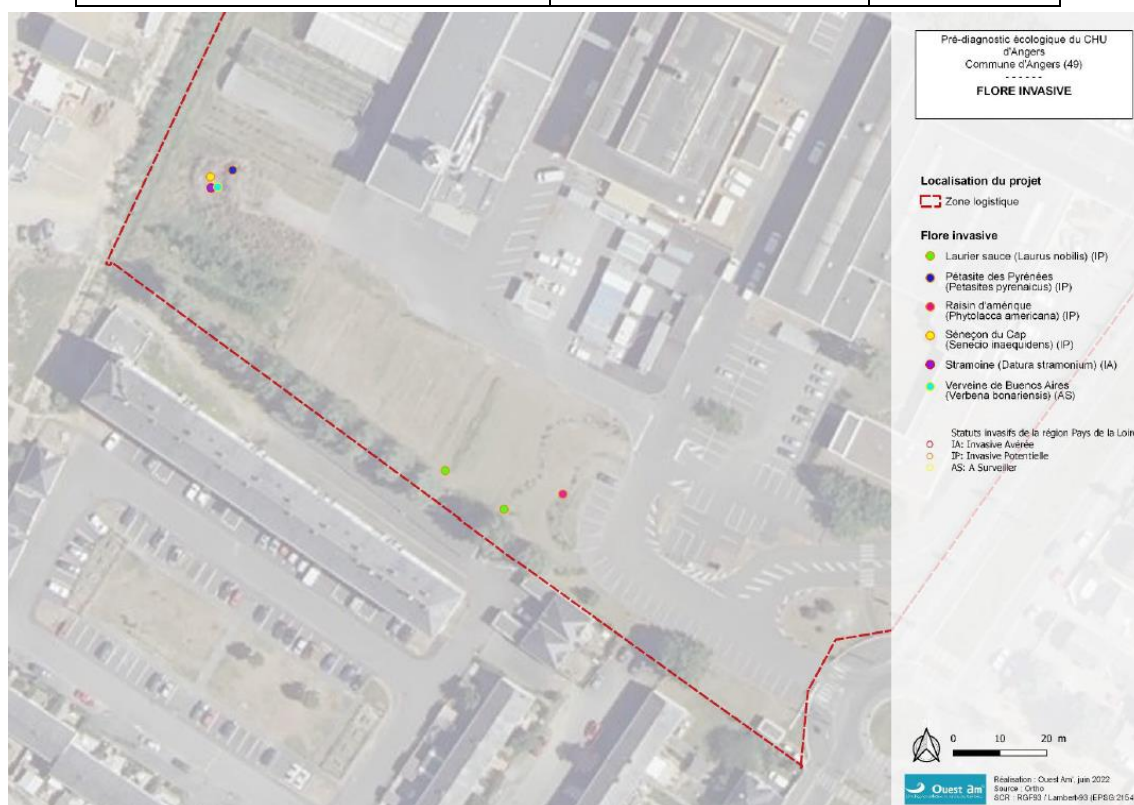 Pré-diagnostic écologique du CHU
d'Angers
Commune d'Angers (49)
- - - - - -
FLORE INVASIVE
Localisation du projet
Zone logistique
Flore invasive
Laurier sauce (Laurus nobilis) (IP)
Pétasite des Pyrénées
(Petasites pyrenaicus) (IP)
Raisin d'amérique
(Phytolacca americana) (IP)
Séneçon du Cap
(Senecio inaequidens) (IP)
Stramoine (Datura stramonium) (IA)
Verveine de Buenos Aires
(Verbena bonariensis) (AS)
Statuts invasifs de la région Pays de la Loire
IA: Invasive Avérée
IP: Invasive Potentielle
AS: A Surveiller
0 10 20 m
Ouest am'
Réalisation : Ouest Am', juin 2022
Source : Ortho
SCR : RGF93 / Lambert-93 (EPSG:2154